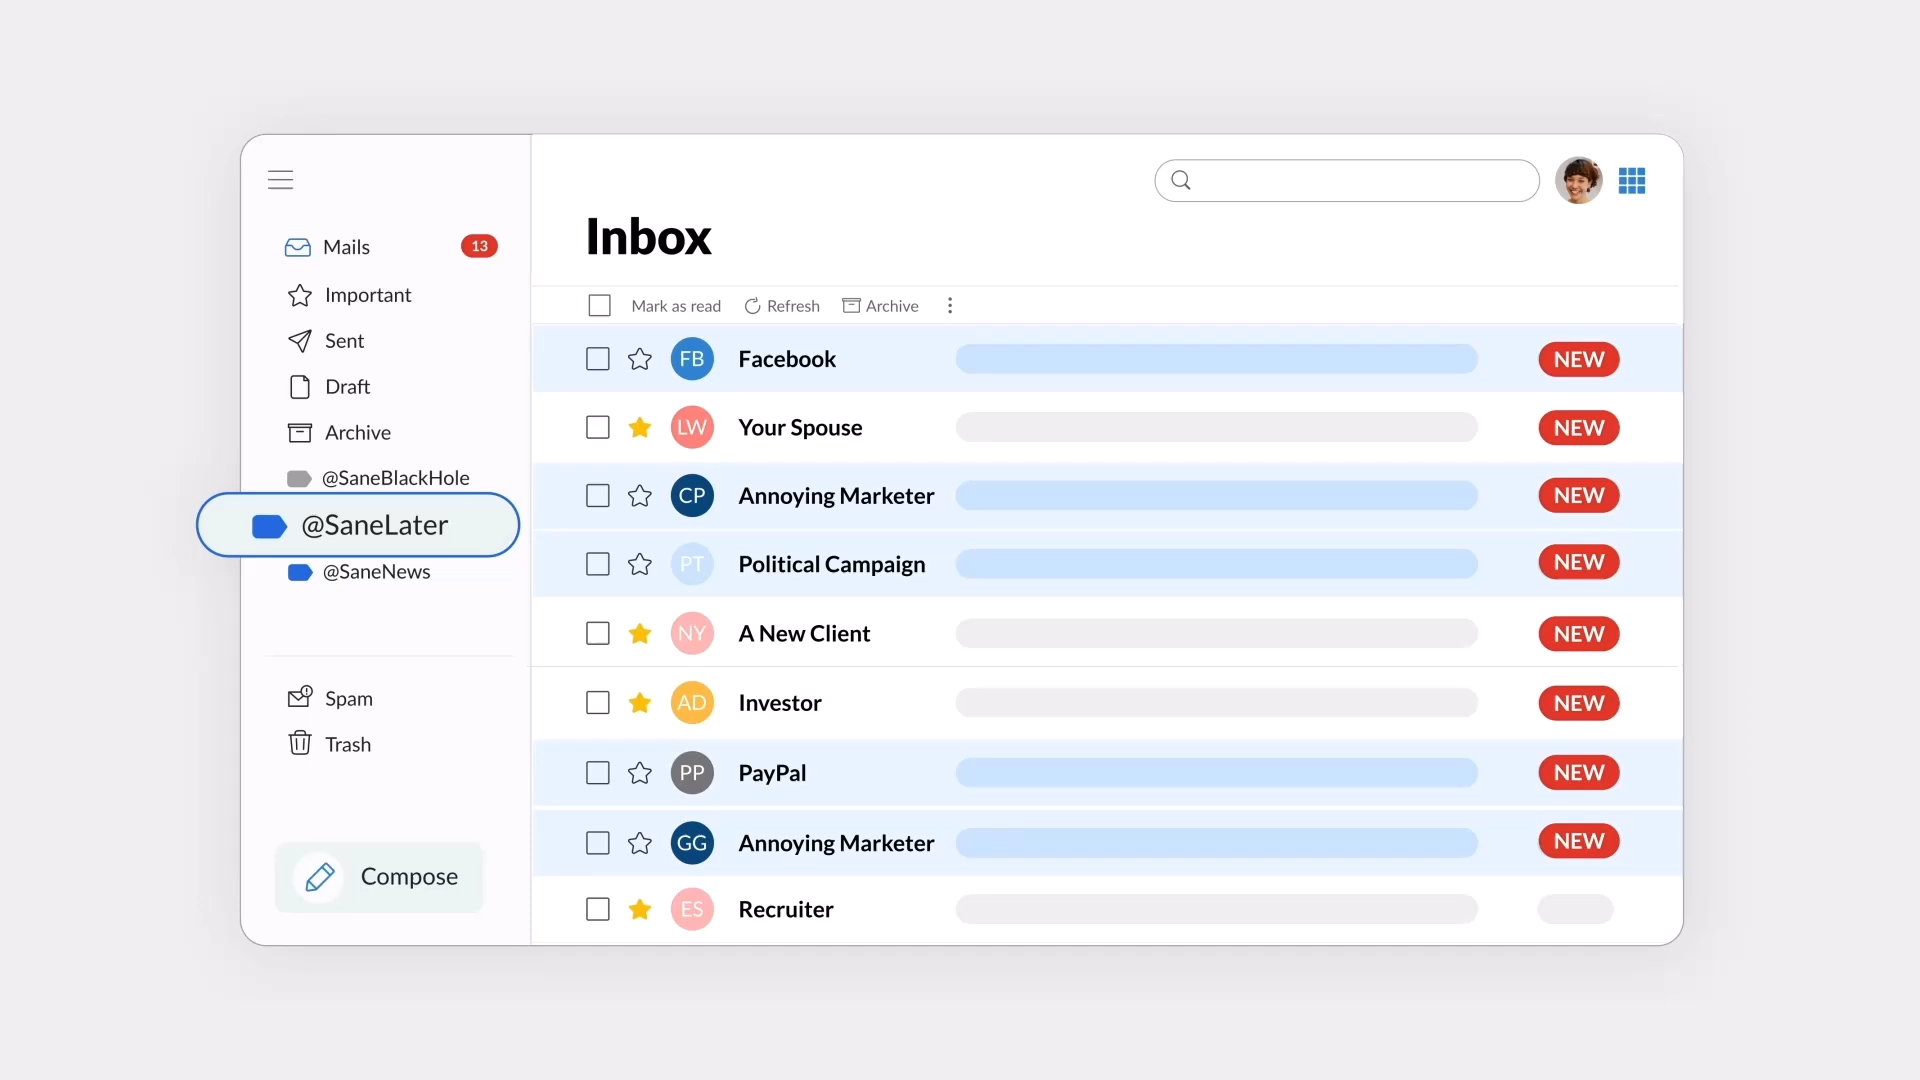 Mails 13
Important
Sent
Draft
Archive
@SaneBlackHole
@SaneLater
@SaneNews
Spam
Trash
Compose
Inbox
Mark as read Refresh Archive
FB Facebook NEW
LW Your Spouse NEW
CP Annoying Marketer NEW
PT Political Campaign NEW
NY A New Client NEW
AD Investor NEW
PP PayPal NEW
GG Annoying Marketer NEW
ES Recruiter